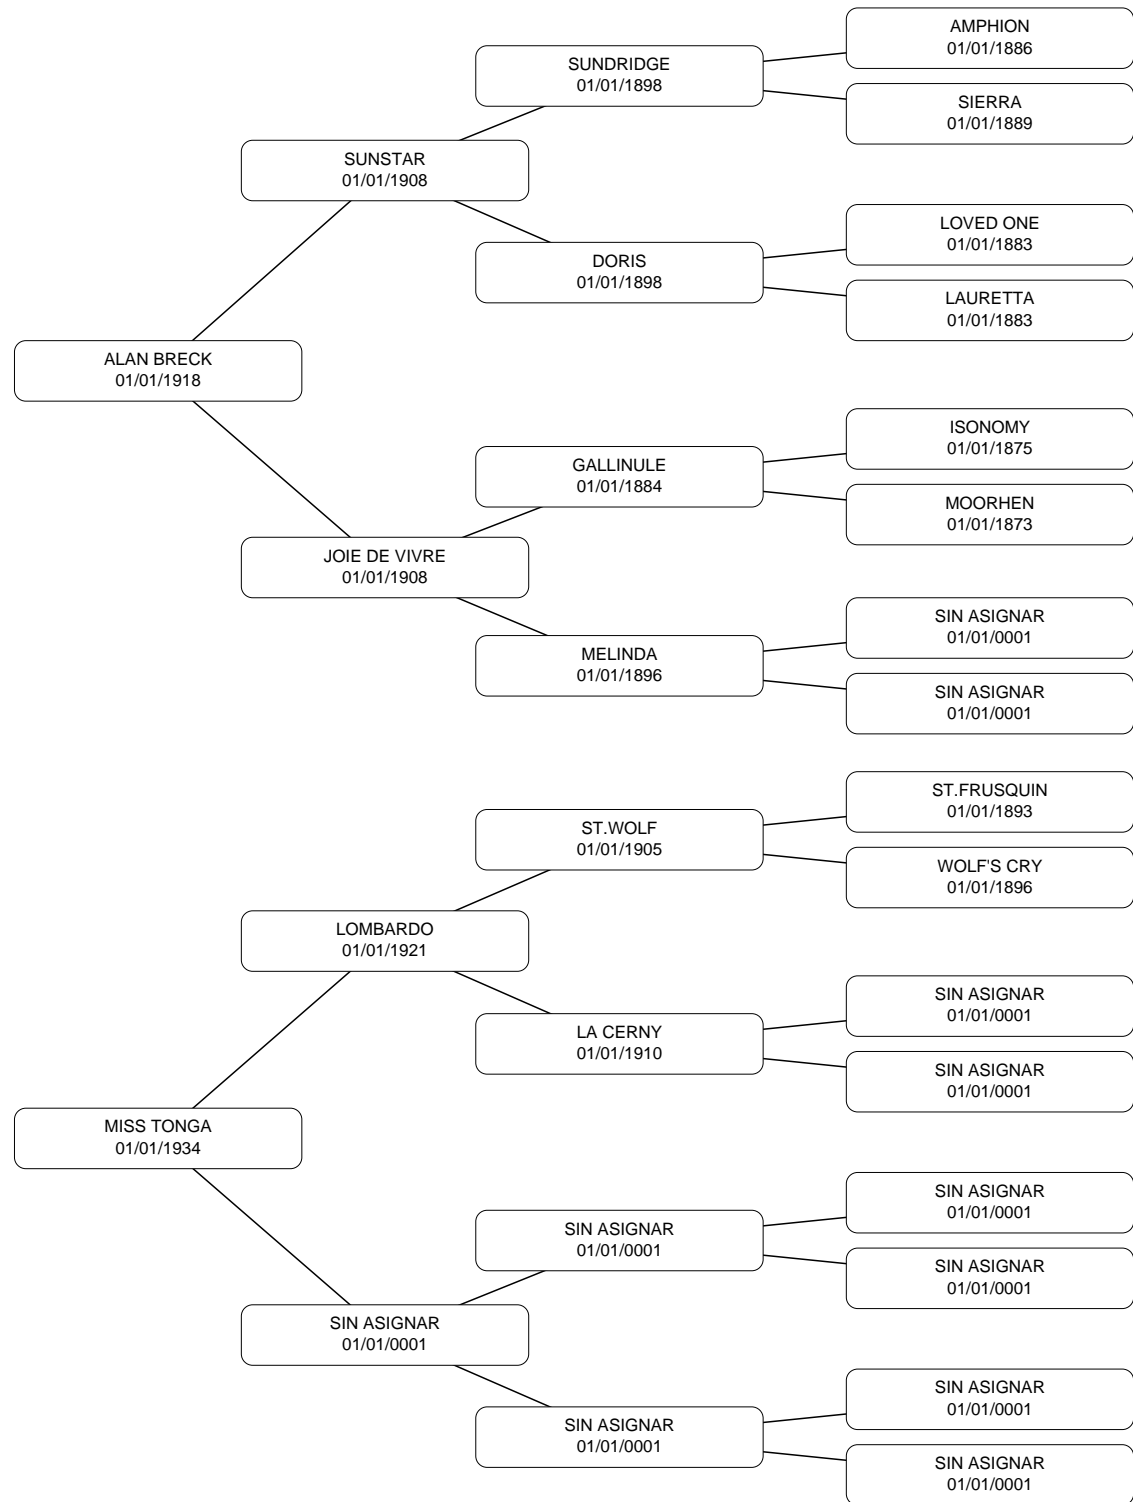 AMPHION
01/01/1886
SUNDRIDGE
01/01/1898
SIERRA
01/01/1889
SUNSTAR
01/01/1908
LOVED ONE
01/01/1883
DORIS
01/01/1898
LAURETTA
01/01/1883
ALAN BRECK
01/01/1918
ISONOMY
01/01/1875
GALLINULE
01/01/1884
MOORHEN
01/01/1873
JOIE DE VIVRE
01/01/1908
SIN ASIGNAR
01/01/0001
MELINDA
01/01/1896
SIN ASIGNAR
01/01/0001
ST.FRUSQUIN
01/01/1893
ST.WOLF
01/01/1905
WOLF'S CRY
01/01/1896
LOMBARDO
01/01/1921
SIN ASIGNAR
01/01/0001
LA CERNY
01/01/1910
SIN ASIGNAR
01/01/0001
MISS TONGA
01/01/1934
SIN ASIGNAR
01/01/0001
SIN ASIGNAR
01/01/0001
SIN ASIGNAR
01/01/0001
SIN ASIGNAR
01/01/0001
SIN ASIGNAR
01/01/0001
SIN ASIGNAR
01/01/0001
SIN ASIGNAR
01/01/0001